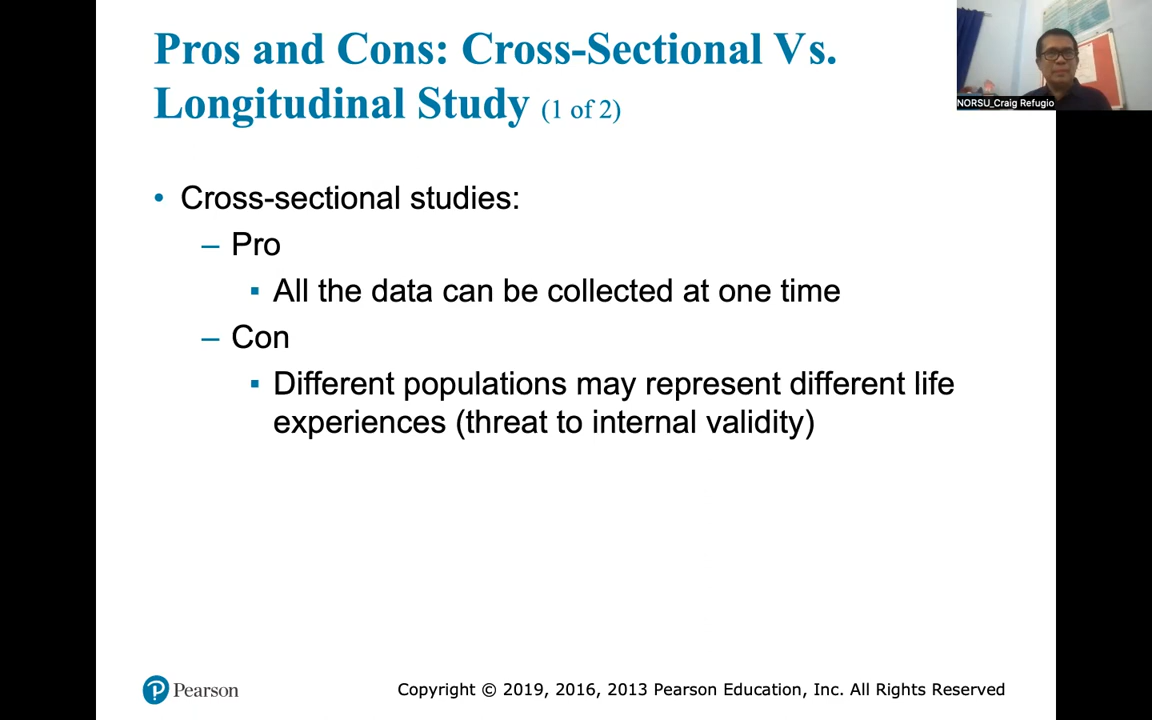 Pros and Cons: Cross-Sectional Vs.
Longitudinal Study (1 of 2)
NORSU_Craig Refugio
• Cross-sectional studies:
– Pro
▪ All the data can be collected at one time
– Con
▪ Different populations may represent different life
experiences (threat to internal validity)
Pearson
Copyright © 2019, 2016, 2013 Pearson Education, Inc. All Rights Reserved